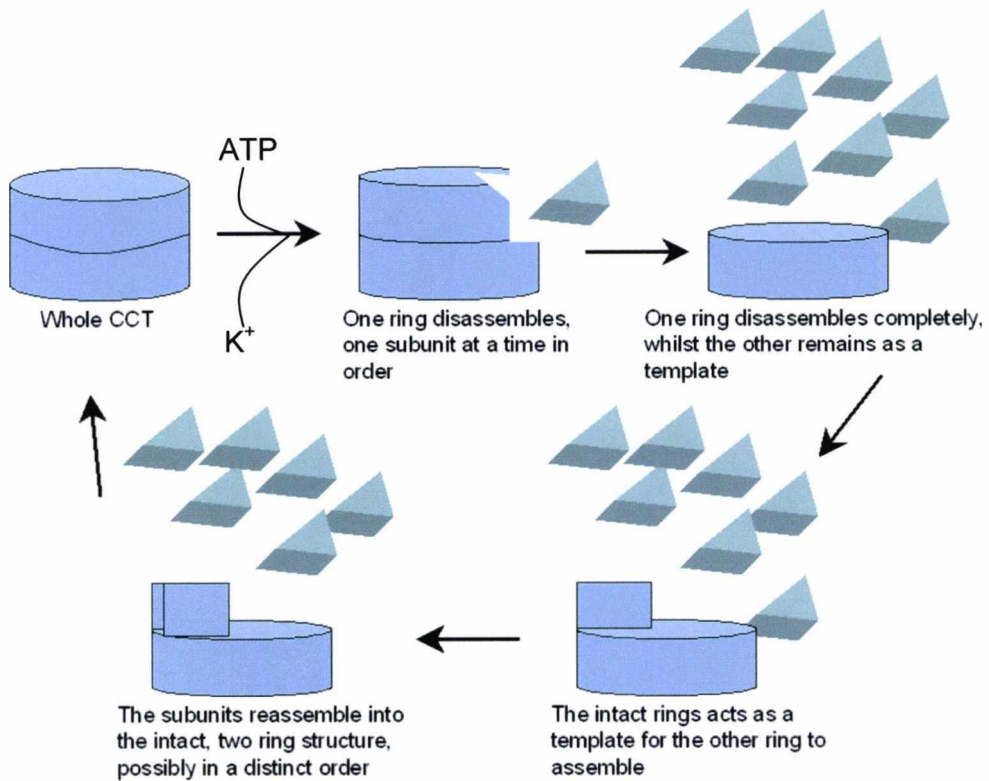 ATP
K+
Whole CCT
One ring disassembles,
one subunit at a time in
order
One ring disassembles completely,
whilst the other remains as a
template
The subunits reassemble into
the intact, two ring structure,
possibly in a distinct order
The intact rings acts as a
template for the other ring to
assemble